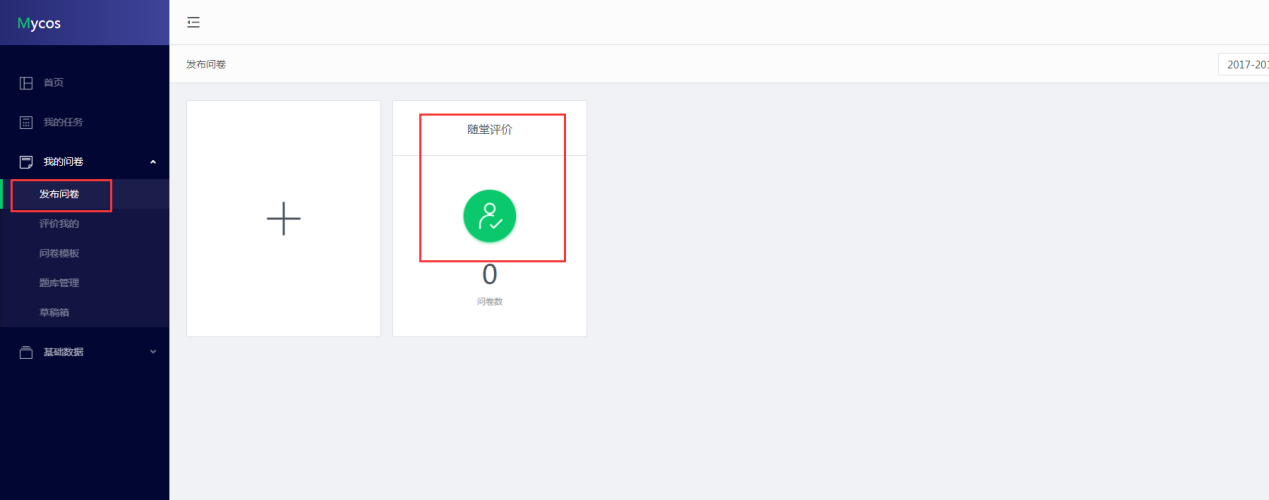 Mycos
首页
我的任务
我的问卷
发布问卷
评价我的
问卷模板
题库管理
草稿箱
基础数据
发布问卷
2017-201
随堂评价
0
问卷数